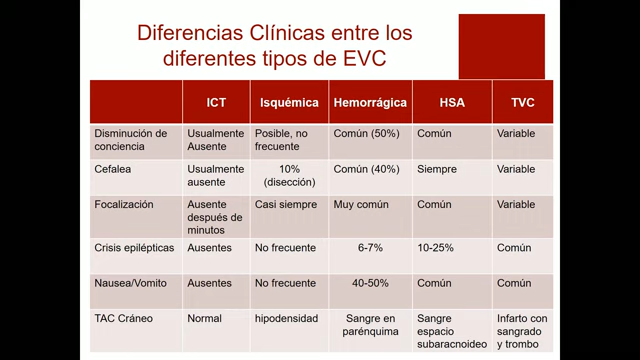 Diferencias Clínicas entre los
diferentes tipos de EVC
ICT Isquémica Hemorrágica HSA TVC
Disminución de conciencia Usualmente Ausente Posible, no frecuente Común (50%) Común Variable
Cefalea Usualmente ausente 10% (disección) Común (40%) Siempre Variable
Focalización Ausente después de minutos Casi siempre Muy común Común Variable
Crisis epilépticas Ausentes No frecuente 6-7% 10-25% Común
Nausea/Vomito Ausentes No frecuente 40-50% Común Común
TAC Cráneo Normal hipodensidad Sangre en parénquima Sangre espacio subaracnoideo Infarto con sangrado y trombo